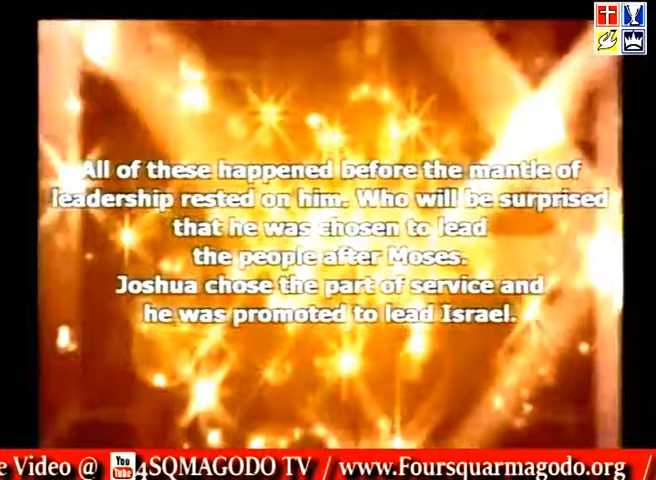 All of these happened before the mantle of
leadership rested on him. Who will be surprised
that he was chosen to lead
the people after Moses.
Joshua chose the part of service and
he was promoted to lead Israel.
e Video @ You Tube 4SQMAGODO TV / www.Foursquarmagodo.org /